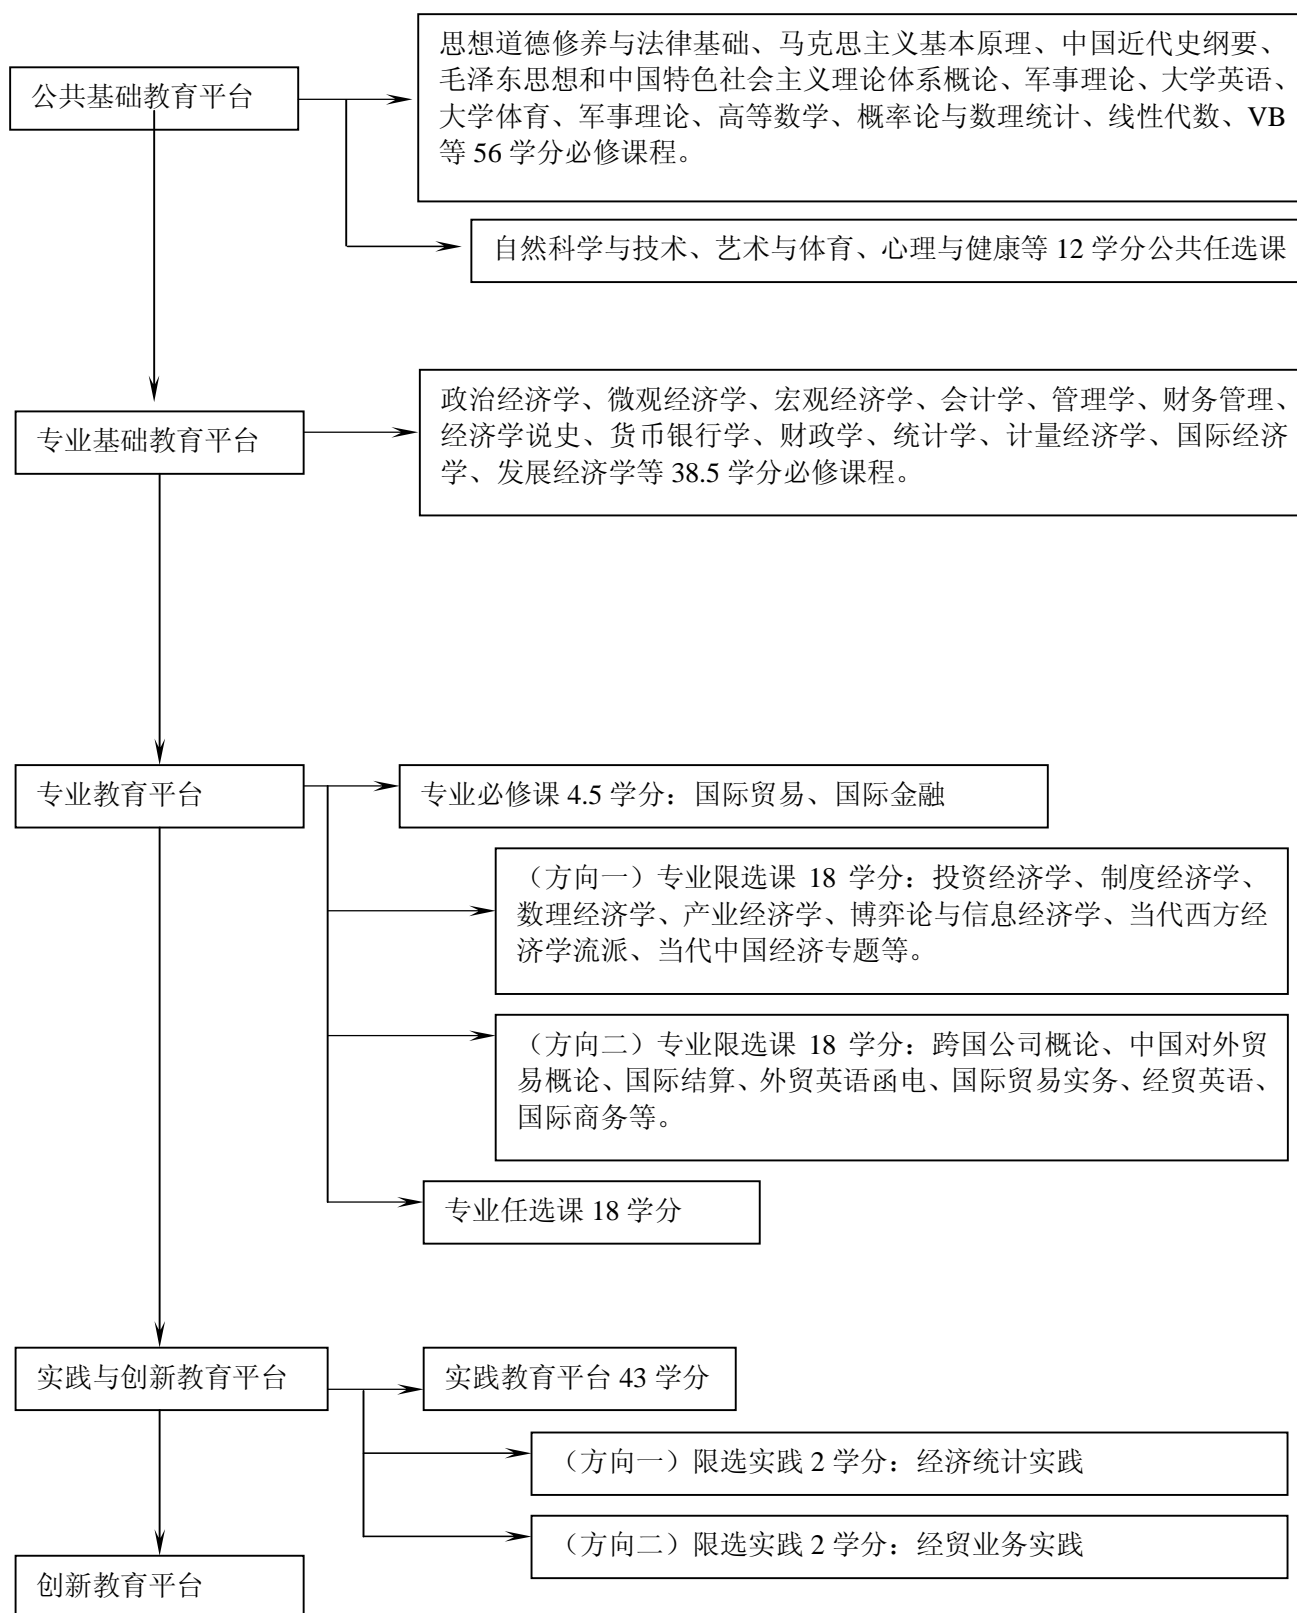 公共基础教育平台
思想道德修养与法律基础、马克思主义基本原理、中国近代史纲要、
毛泽东思想和中国特色社会主义理论体系概论、军事理论、大学英语、
大学体育、军事理论、高等数学、概率论与数理统计、线性代数、VB
等 56 学分必修课程。
自然科学与技术、艺术与体育、心理与健康等 12 学分公共任选课
专业基础教育平台
政治经济学、微观经济学、宏观经济学、会计学、管理学、财务管理、
经济学说史、货币银行学、财政学、统计学、计量经济学、国际经济
学、发展经济学等 38.5 学分必修课程。
专业教育平台
专业必修课 4.5 学分：国际贸易、国际金融
（方向一）专业限选课 18 学分：投资经济学、制度经济学、
数理经济学、产业经济学、博弈论与信息经济学、当代西方经
济学流派、当代中国经济专题等。
（方向二）专业限选课 18 学分：跨国公司概论、中国对外贸
易概论、国际结算、外贸英语函电、国际贸易实务、经贸英语、
国际商务等。
专业任选课 18 学分
实践与创新教育平台
实践教育平台 43 学分
（方向一）限选实践 2 学分：经济统计实践
（方向二）限选实践 2 学分：经贸业务实践
创新教育平台